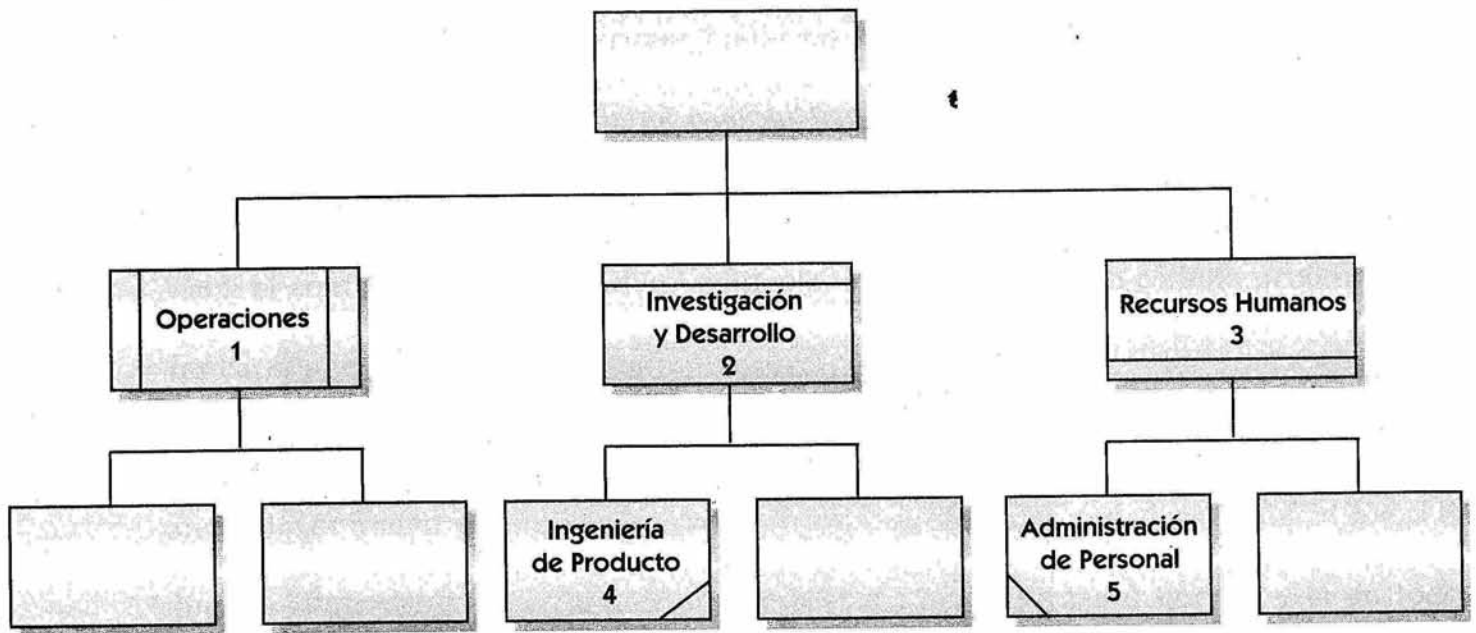 Operaciones
1
Investigación
y Desarrollo
2
Recursos Humanos
3
Ingeniería
de Producto
4
Administración
de Personal
5